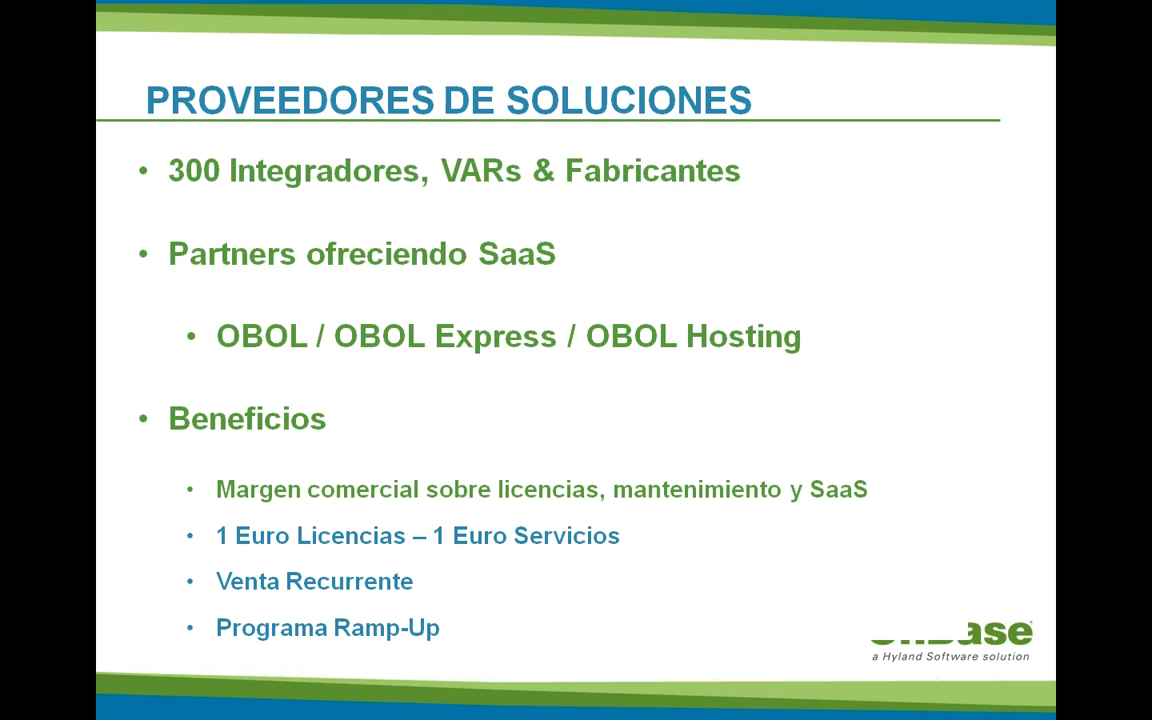 PROVEEDORES DE SOLUCIONES
• 300 Integradores, VARs & Fabricantes
• Partners ofreciendo SaaS
• OBOL / OBOL Express / OBOL Hosting
• Beneficios
• Margen comercial sobre licencias, mantenimiento y SaaS
• 1 Euro Licencias – 1 Euro Servicios
• Venta Recurrente
• Programa Ramp-Up
a Hyland Software solution